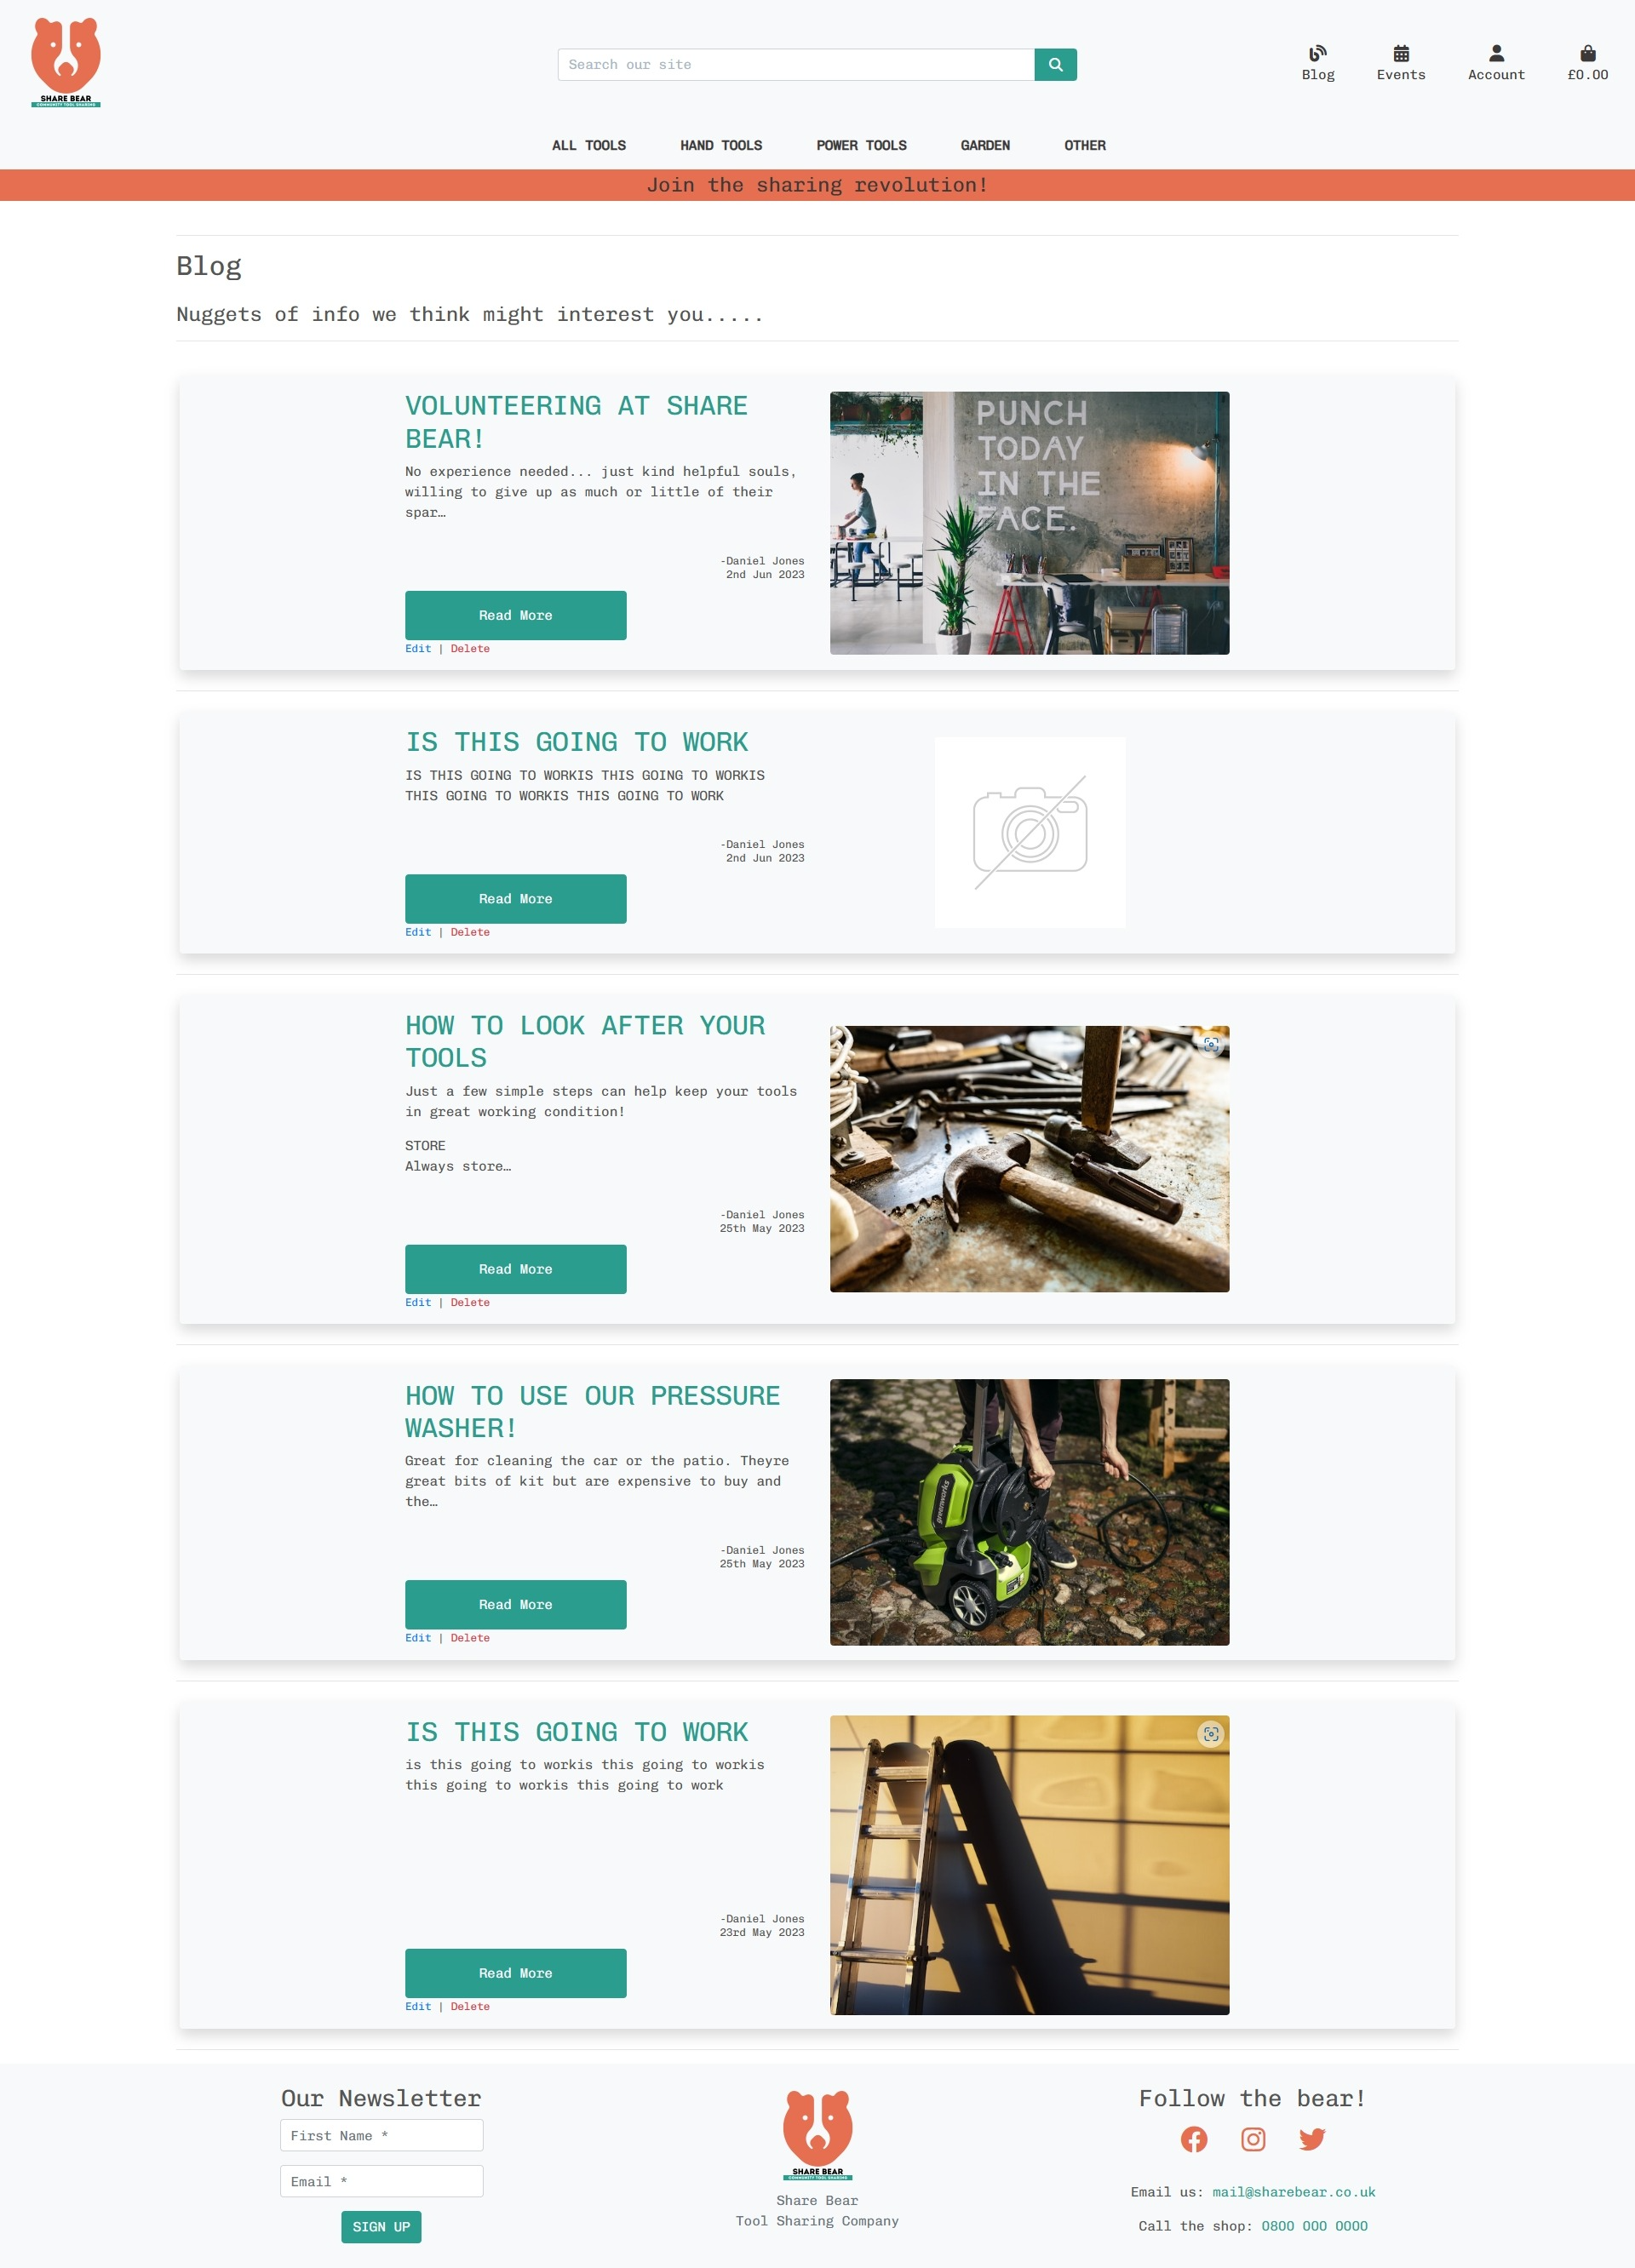 SHARE BEAR
COMMUNITY TOOL SHARING
Search our site
Blog
Events
Account
£0.00
ALL TOOLS
HAND TOOLS
POWER TOOLS
GARDEN
OTHER
Join the sharing revolution!
Blog
Nuggets of info we think might interest you.....
VOLUNTEERING AT SHARE
BEAR!
No experience needed... just kind helpful souls,
willing to give up as much or little of their
spar…
-Daniel Jones
2nd Jun 2023
Read More
Edit | Delete
PUNCH
TODAY
IN THE
FACE.
IS THIS GOING TO WORK
IS THIS GOING TO WORKIS THIS GOING TO WORKIS
THIS GOING TO WORKIS THIS GOING TO WORK
-Daniel Jones
2nd Jun 2023
Read More
Edit | Delete
HOW TO LOOK AFTER YOUR
TOOLS
Just a few simple steps can help keep your tools
in great working condition!
STORE
Always store…
-Daniel Jones
25th May 2023
Read More
Edit | Delete
HOW TO USE OUR PRESSURE
WASHER!
Great for cleaning the car or the patio. Theyre
great bits of kit but are expensive to buy and
the…
-Daniel Jones
25th May 2023
Read More
Edit | Delete
greenworks
IS THIS GOING TO WORK
is this going to workis this going to workis
this going to workis this going to work
-Daniel Jones
23rd May 2023
Read More
Edit | Delete
Our Newsletter
First Name *
Email *
SIGN UP
SHARE BEAR
COMMUNITY TOOL SHARING
Share Bear
Tool Sharing Company
Follow the bear!
Email us: mail@sharebear.co.uk
Call the shop: 0800 000 0000